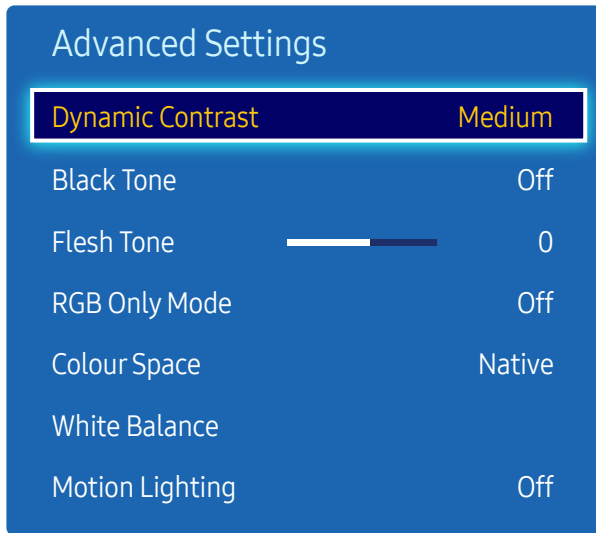 Advanced Settings
Dynamic Contrast Medium
Black Tone Off
Flesh Tone 0
RGB Only Mode Off
Colour Space Native
White Balance
Motion Lighting Off